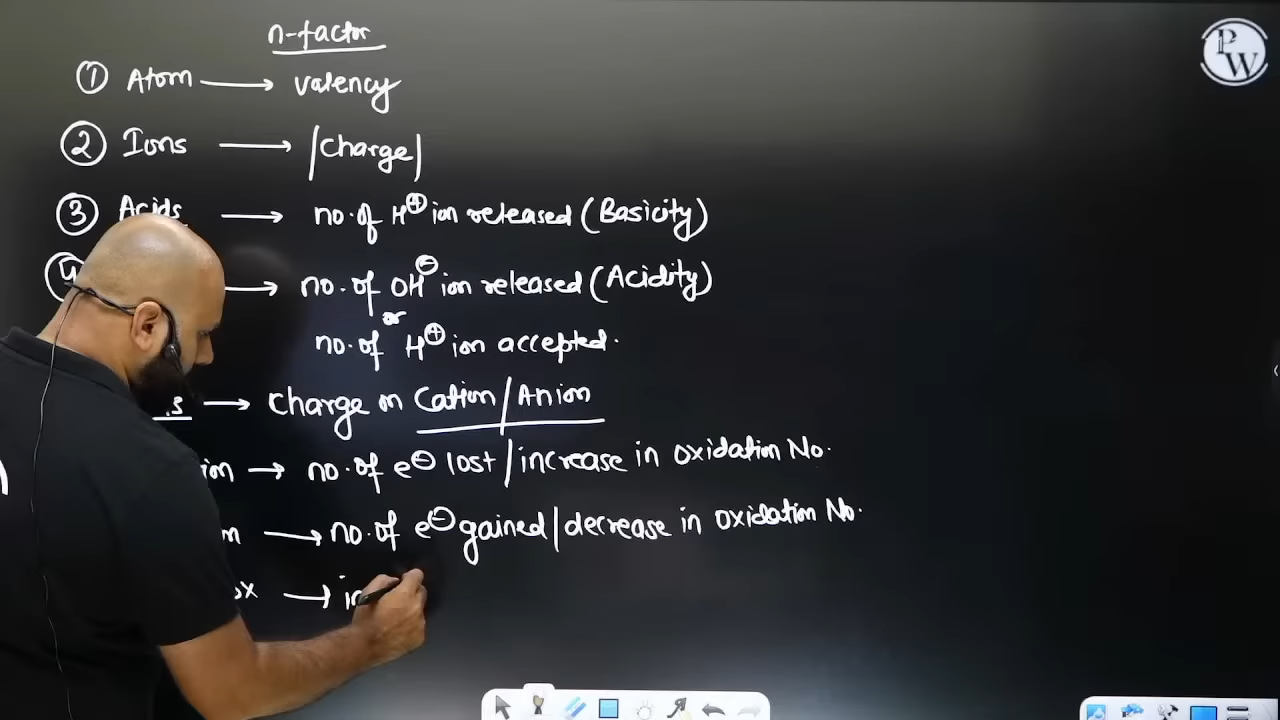 n-factor
① Atom → valency
② Ions → |charge|
③ Acids → no. of H⊕ ion released (Basicity)
④ → no. of OH⊖ ion released (Acidity)
or
no. of H⊕ ion accepted.
→ charge on Cation/Anion
→ no. of e⊖ lost/increase in oxidation No.
→ no. of e⊖ gained/decrease in oxidation No.
→
PW